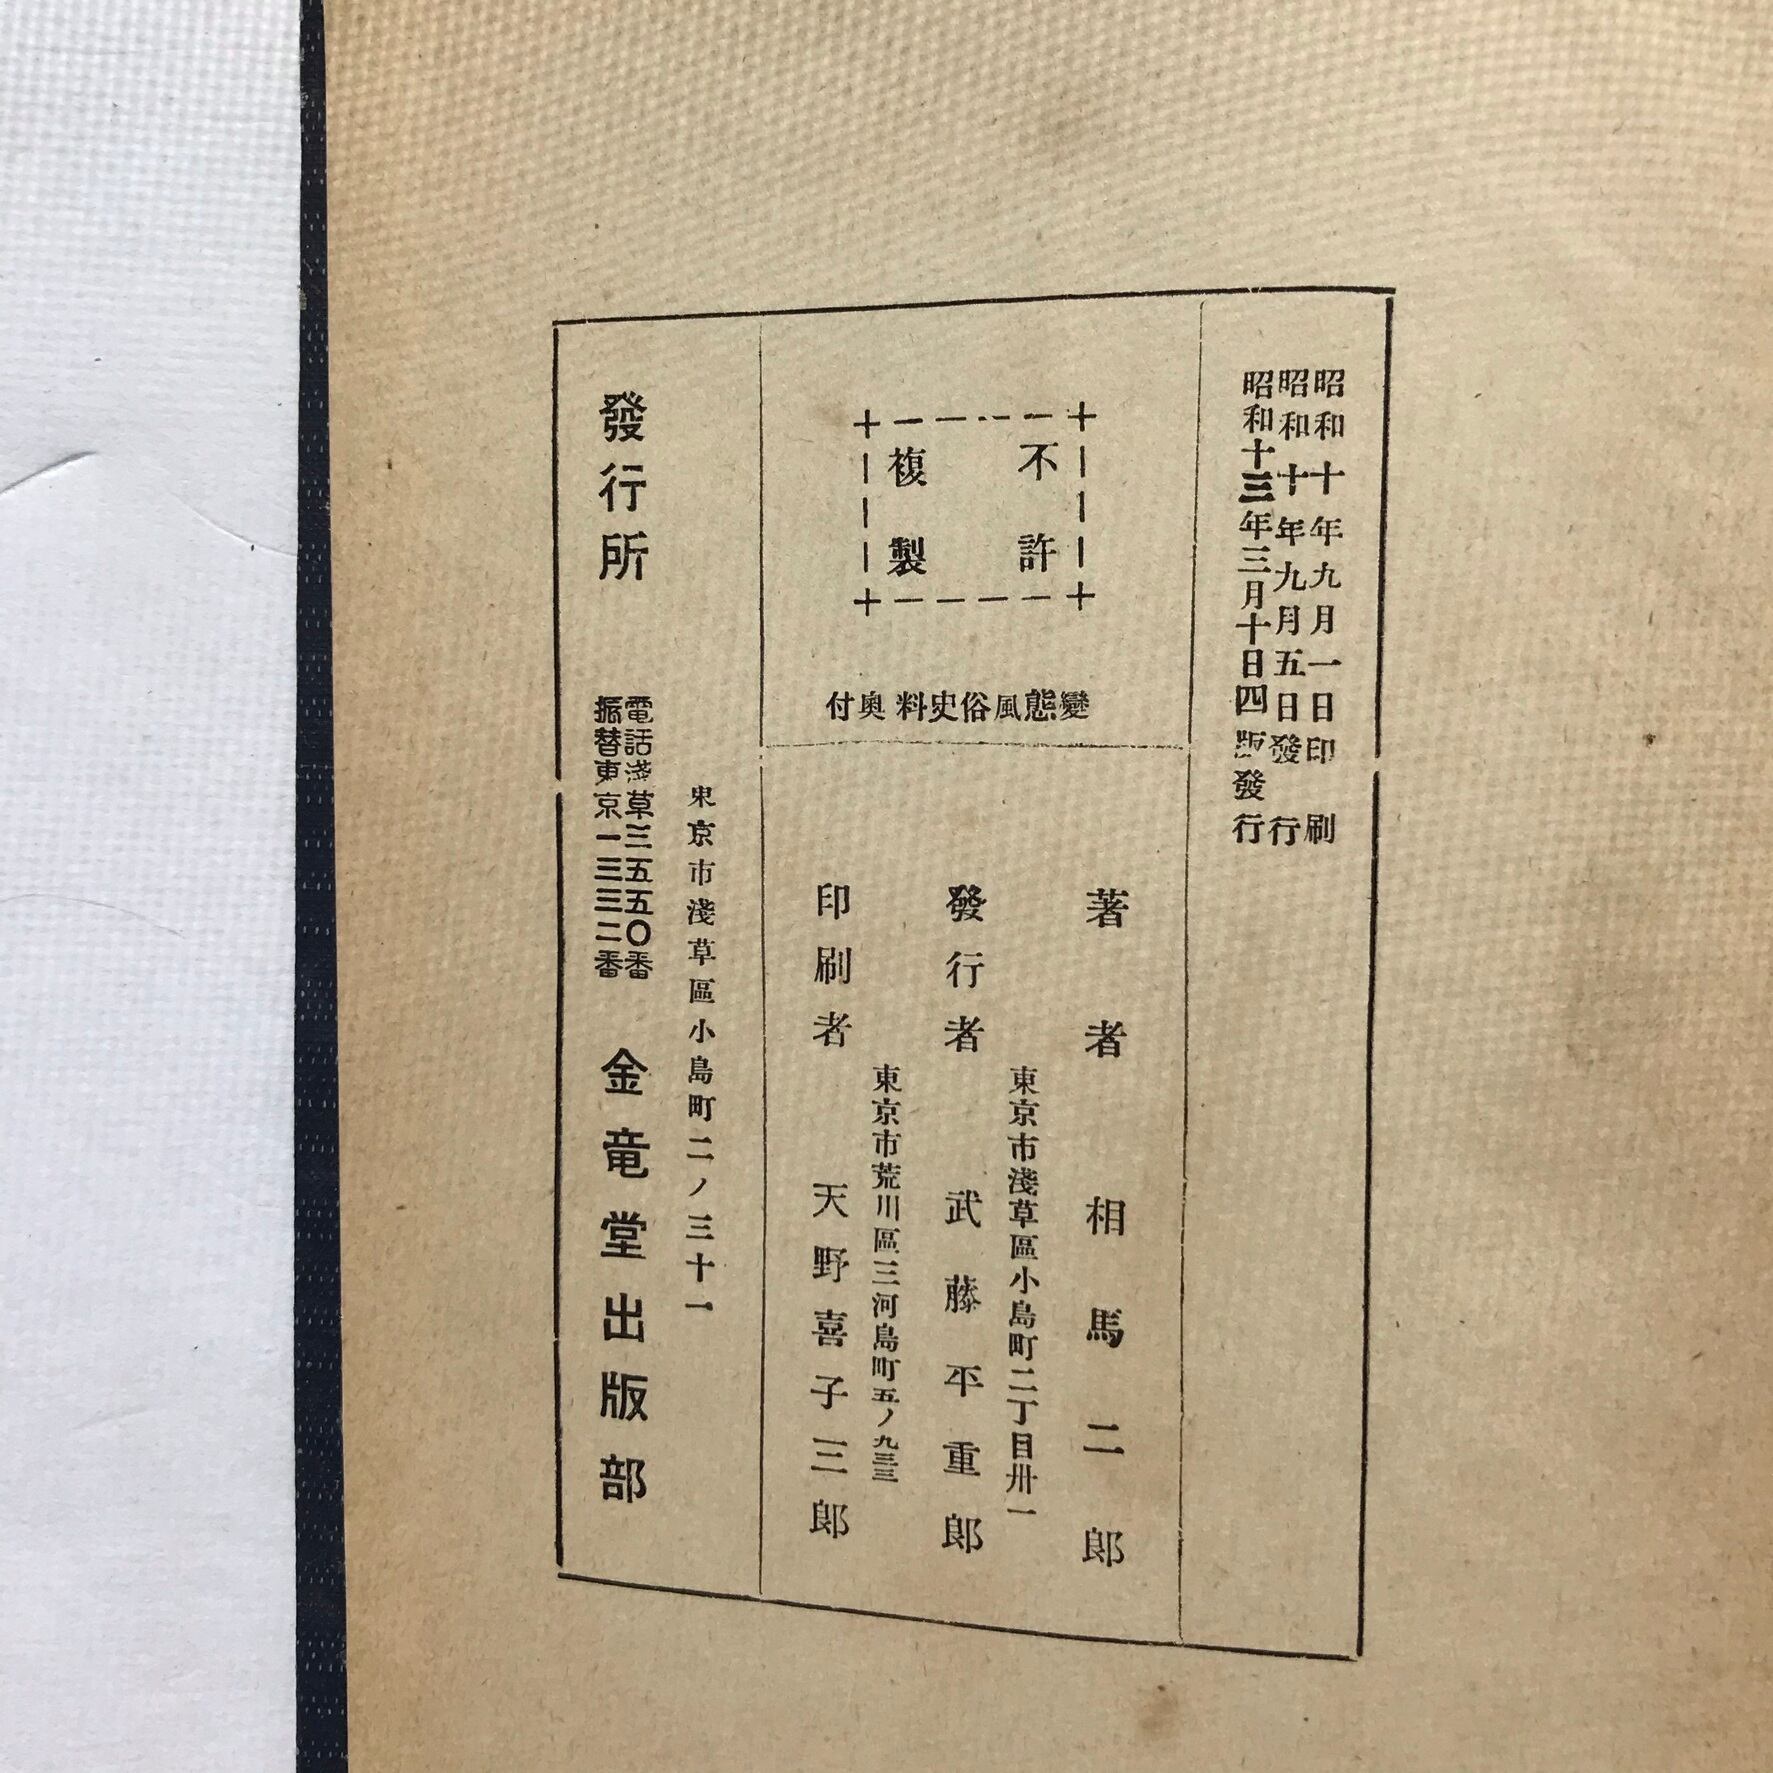 昭和十年九月一日印刷
昭和十年九月五日發行
昭和十三年三月十日四版發行
不許
複製
變態風俗史料奧付
著者 相馬二郎
東京市淺草區小島町二丁目卅一
發行者 武藤平重郎
東京市荒川區三河島町五ノ九三三
印刷者 天野喜子三郎
東京市淺草區小島町二ノ三十一
發行所 金竜堂出版部
電話淺草三五五〇番
振替東京一三三三二番